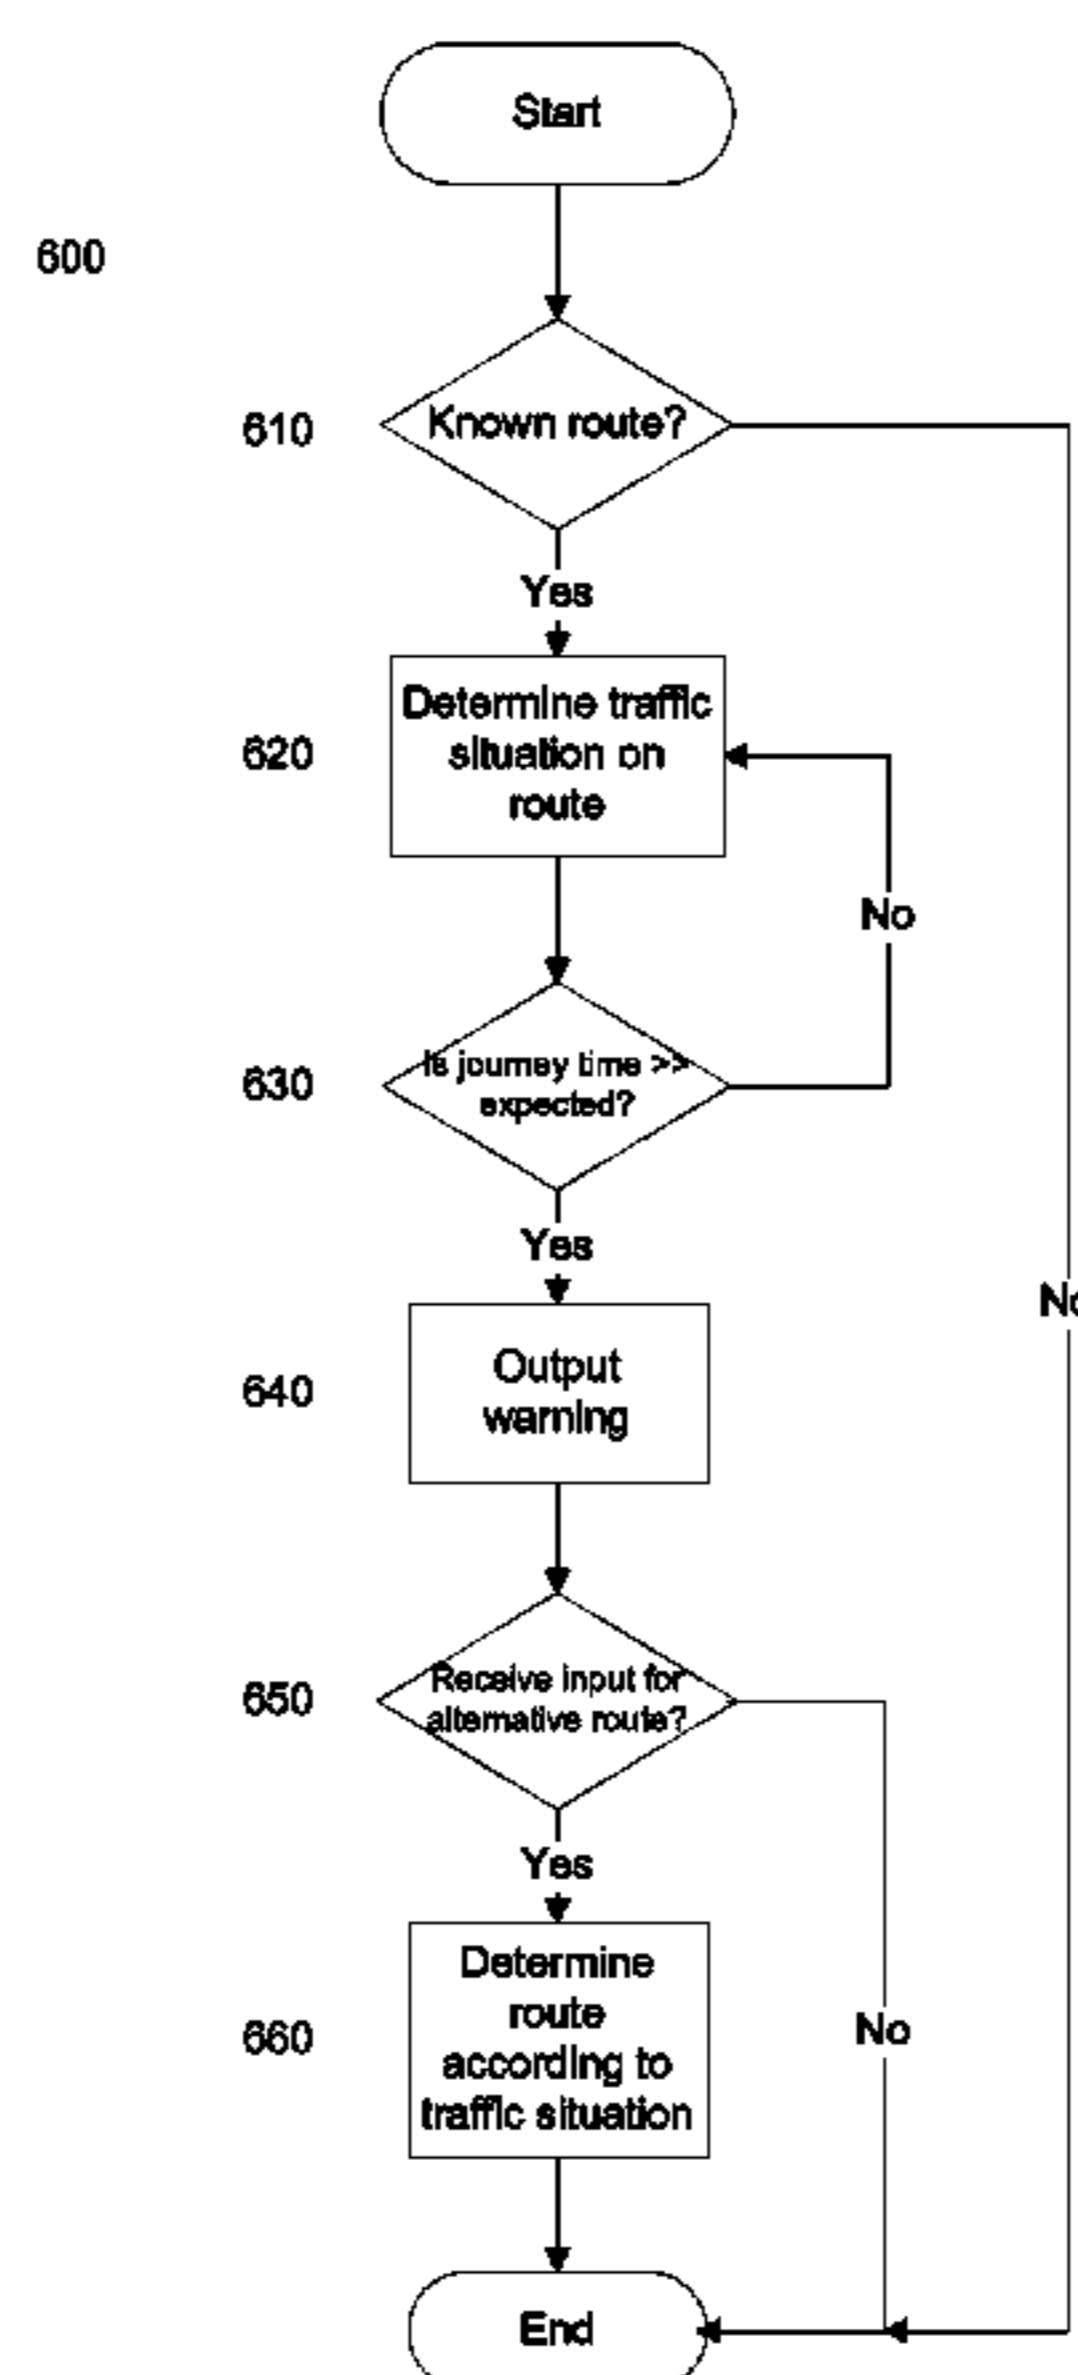 Start
600
610
Known route?
Yes
620
Determine traffic
situation on
route
No
630
Is journey time >>
expected?
Yes
No
640
Output
warning
650
Receive input for
alternative route?
Yes
660
Determine
route
according to
traffic situation
No
End